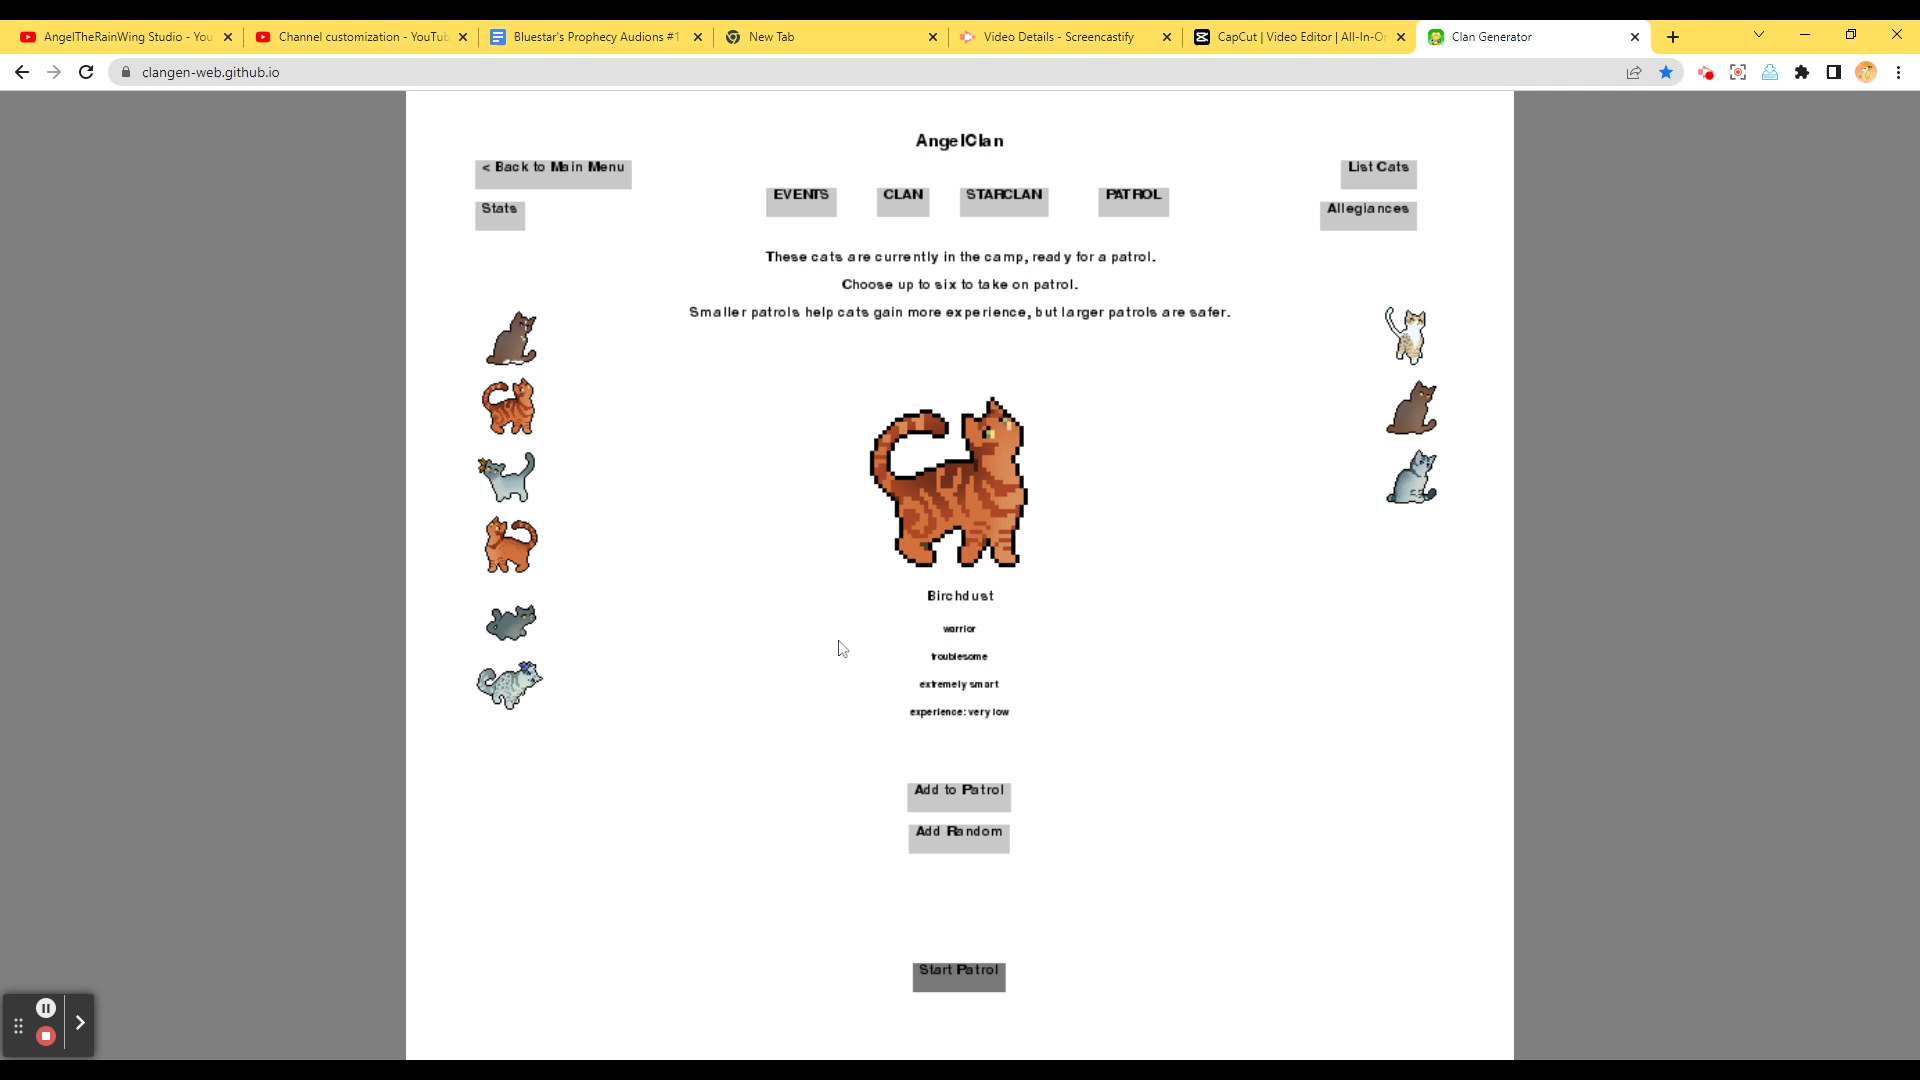 AngelTheRainWing Studio - You
Channel customization - YouTub
Bluestar's Prophecy Audions #1
New Tab
Video Details - Screencastify
CapCut | Video Editor | All-In-Or
Clan Generator
clangen-web.github.io
AngelClan
< Back to Main Menu
List Cats
EVENTS
CLAN
STARCLAN
PATROL
Stats
Allegiances
These cats are currently in the camp, ready for a patrol.
Choose up to six to take on patrol.
Smaller patrols help cats gain more experience, but larger patrols are safer.
Birchdust
warrior
troublesome
extremely smart
experience: very low
Add to Patrol
Add Random
Start Patrol